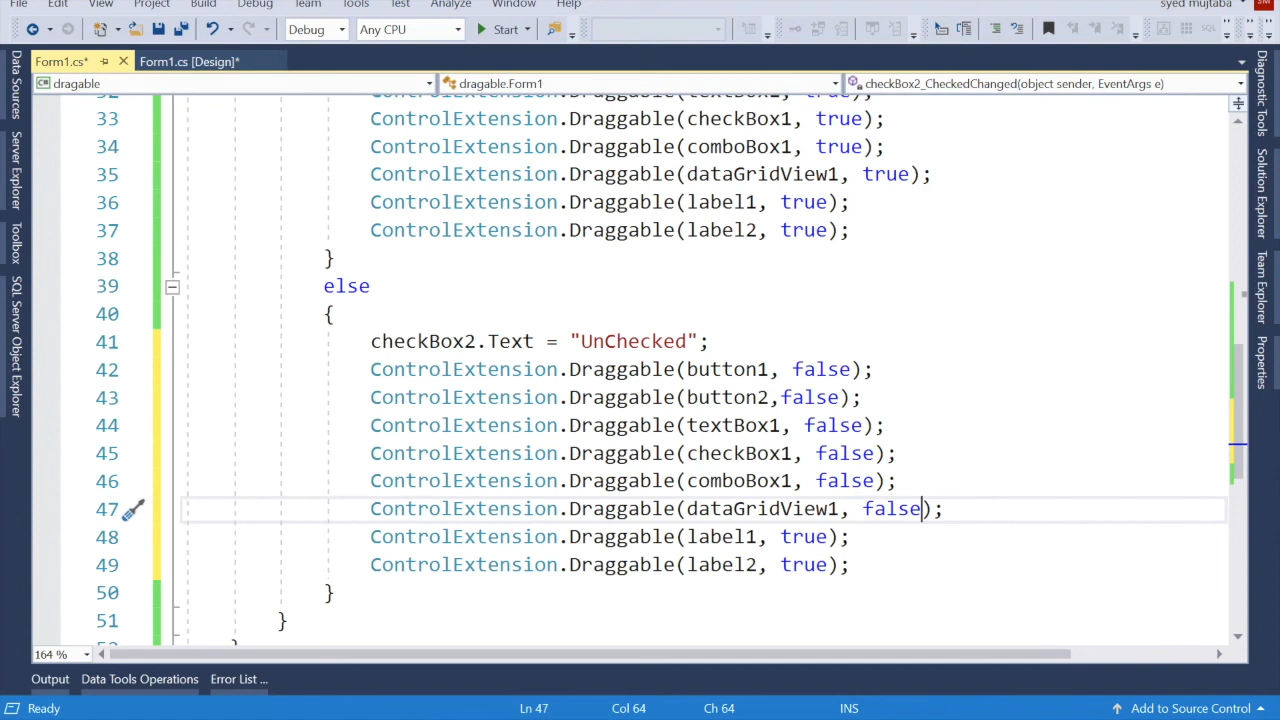 File Edit View Project Build Debug Team Tools Test Analyze Window Help syed mujtaba SM
Debug Any CPU Start
Form1.cs* Form1.cs [Design]*
dragable dragable.Form1 checkBox2_CheckedChanged(object sender, EventArgs e)
32 ControlExtension.Draggable(textBox2, true);
33 ControlExtension.Draggable(checkBox1, true);
34 ControlExtension.Draggable(comboBox1, true);
35 ControlExtension.Draggable(dataGridView1, true);
36 ControlExtension.Draggable(label1, true);
37 ControlExtension.Draggable(label2, true);
38 }
39 else
40 {
41 checkBox2.Text = "UnChecked";
42 ControlExtension.Draggable(button1, false);
43 ControlExtension.Draggable(button2,false);
44 ControlExtension.Draggable(textBox1, false);
45 ControlExtension.Draggable(checkBox1, false);
46 ControlExtension.Draggable(comboBox1, false);
47 ControlExtension.Draggable(dataGridView1, false);
48 ControlExtension.Draggable(label1, true);
49 ControlExtension.Draggable(label2, true);
50 }
51 }
52 }
164 %
Data Sources
Server Explorer
Toolbox
SQL Server Object Explorer
Diagnostic Tools
Solution Explorer
Team Explorer
Properties
Output Data Tools Operations Error List ...
Ready Ln 47 Col 64 Ch 64 INS Add to Source Control